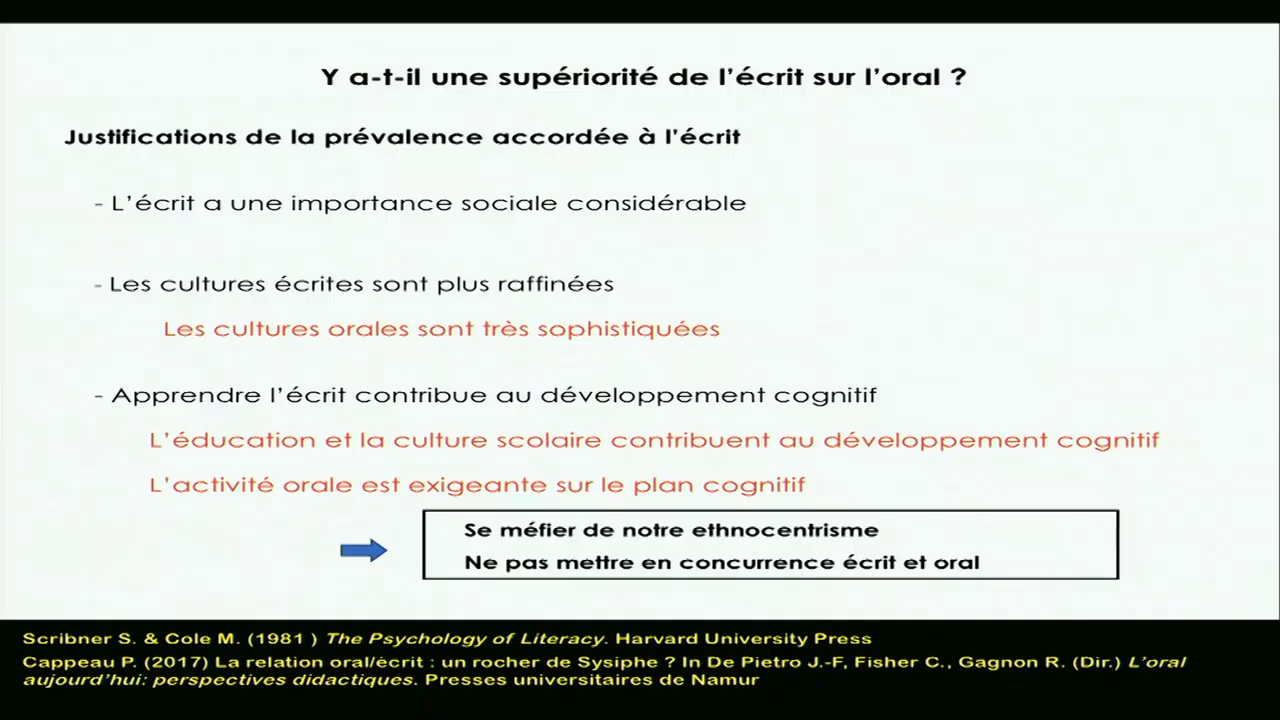 Y a-t-il une supériorité de l'écrit sur l'oral ?
Justifications de la prévalence accordée à l'écrit
- L'écrit a une importance sociale considérable
- Les cultures écrites sont plus raffinées
Les cultures orales sont très sophistiquées
- Apprendre l'écrit contribue au développement cognitif
L'éducation et la culture scolaire contribuent au développement cognitif
L'activité orale est exigeante sur le plan cognitif
Se méfier de notre ethnocentrisme
Ne pas mettre en concurrence écrit et oral
Scribner S. & Cole M. (1981 ) The Psychology of Literacy. Harvard University Press
Cappeau P. (2017) La relation oral/écrit : un rocher de Sysiphe ? In De Pietro J.-F, Fisher C., Gagnon R. (Dir.) L'oral
aujourd'hui: perspectives didactiques. Presses universitaires de Namur